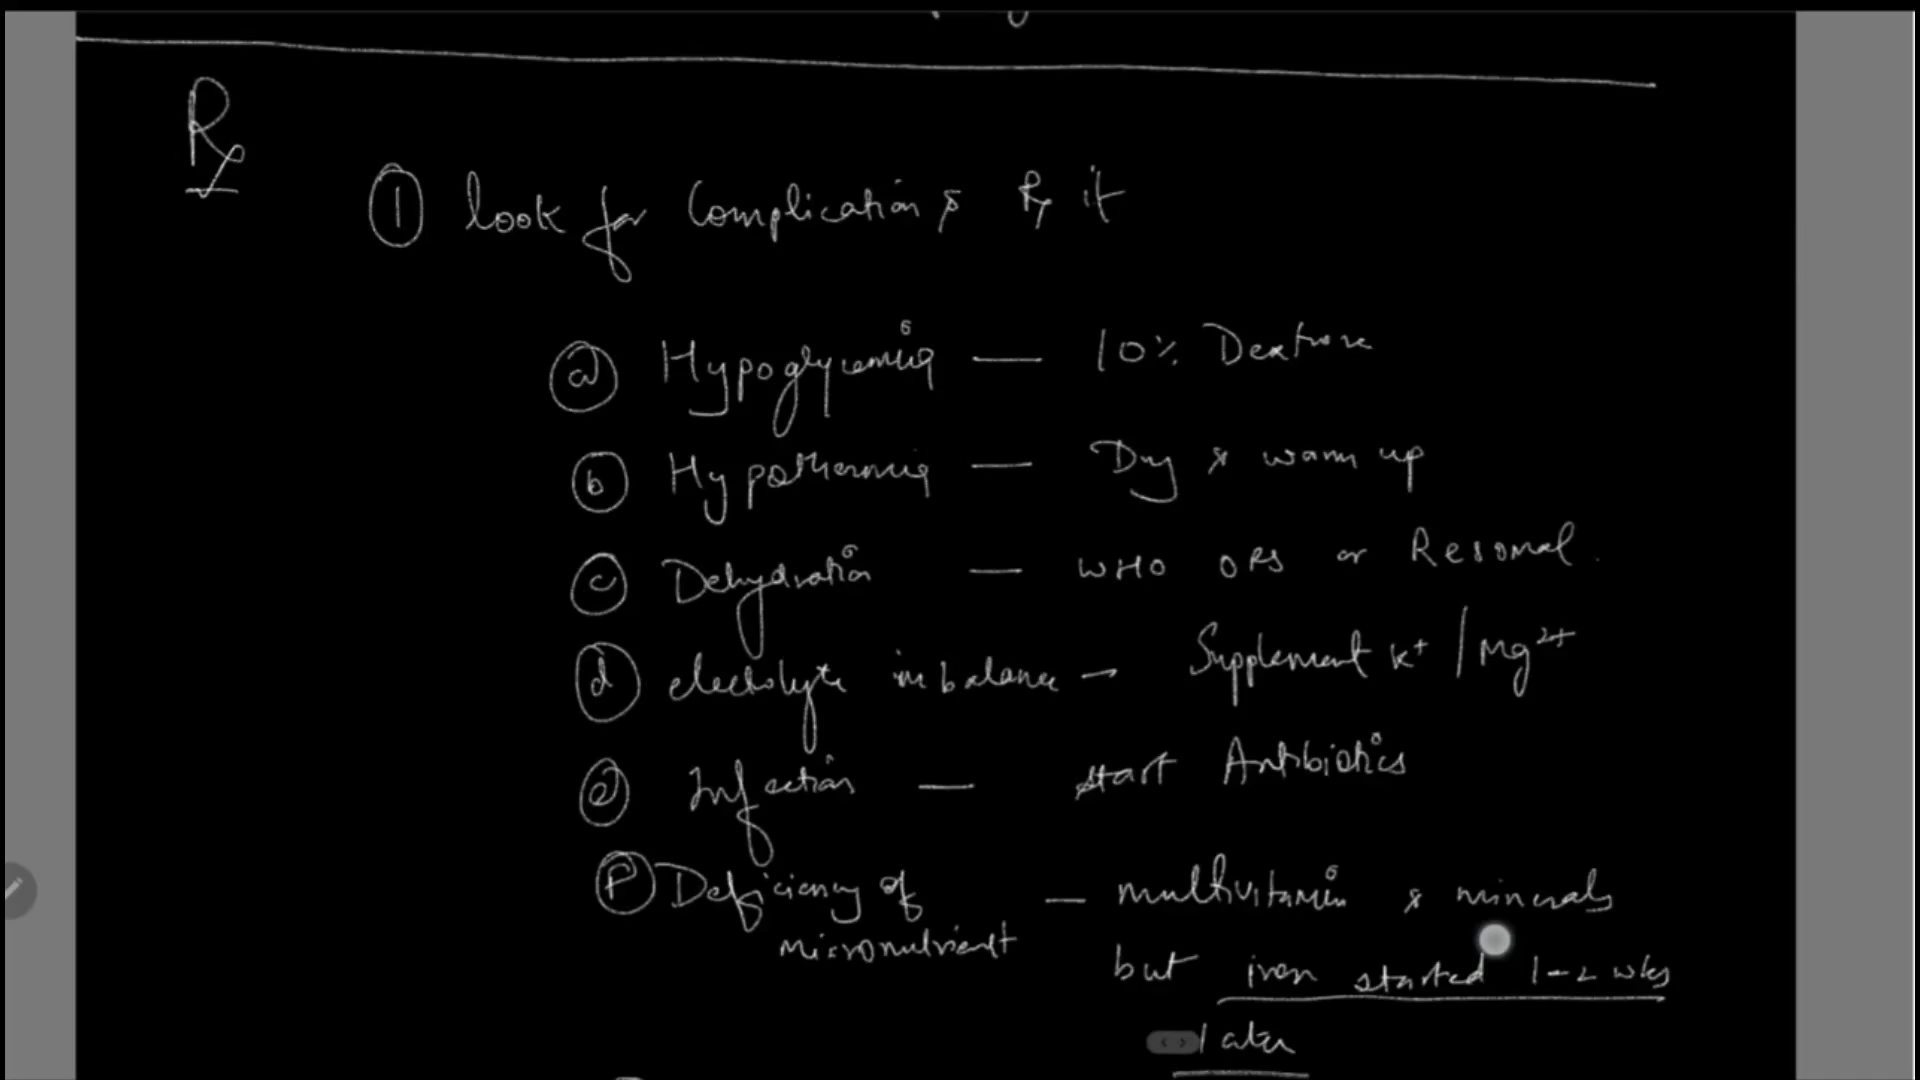 Rx
① look for Complication & Rx it
ⓐ Hypoglycemia — 10% Dextrose
ⓑ Hypothermia — Dry & warm up
ⓒ Dehydration — WHO ORS or Resomal.
ⓓ electrolyte imbalance — Supplement K+ / Mg2+
ⓔ Infection — start Antibiotics
ⓕ Deficiency of — multivitamin & minerals
micronutrient
but iron started 1-2 wks
later